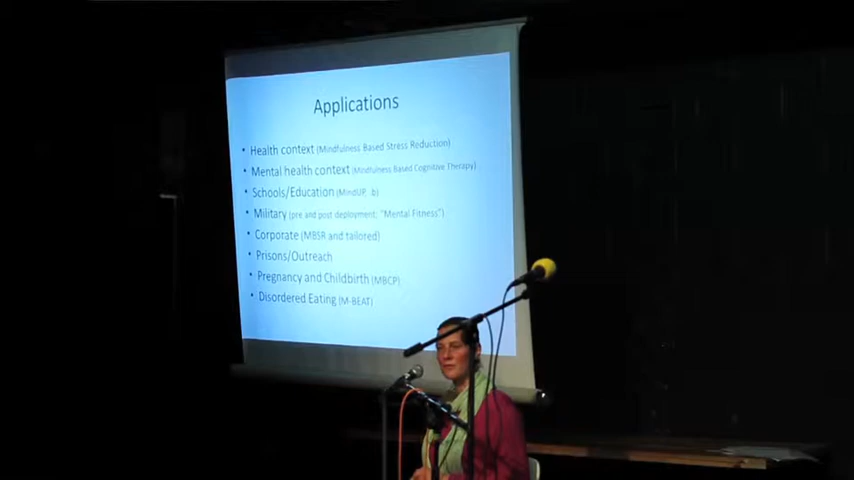 Applications
• Health context (Mindfulness Based Stress Reduction)
• Mental health context (Mindfulness Based Cognitive Therapy)
• Schools/Education (MindUP .b)
• Military (pre and post deployment; "Mental Fitness")
• Corporate (MBSR and tailored)
• Prisons/Outreach
• Pregnancy and Childbirth (MBCP)
• Disordered Eating (M-BEAT)